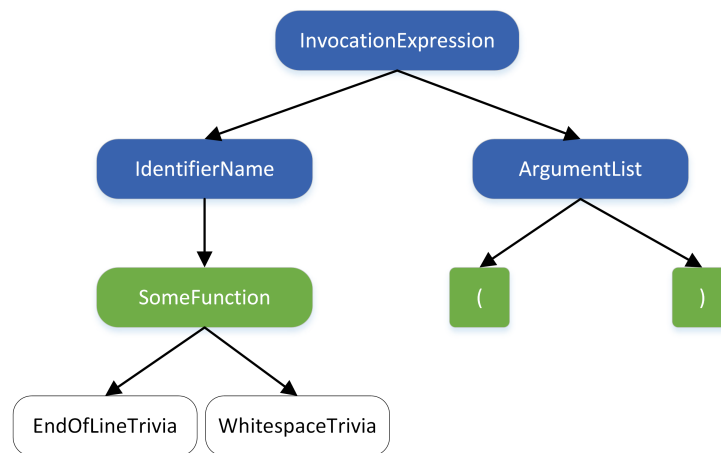 InvocationExpression
IdentifierName
ArgumentList
SomeFunction
(
)
EndOfLineTrivia
WhitespaceTrivia